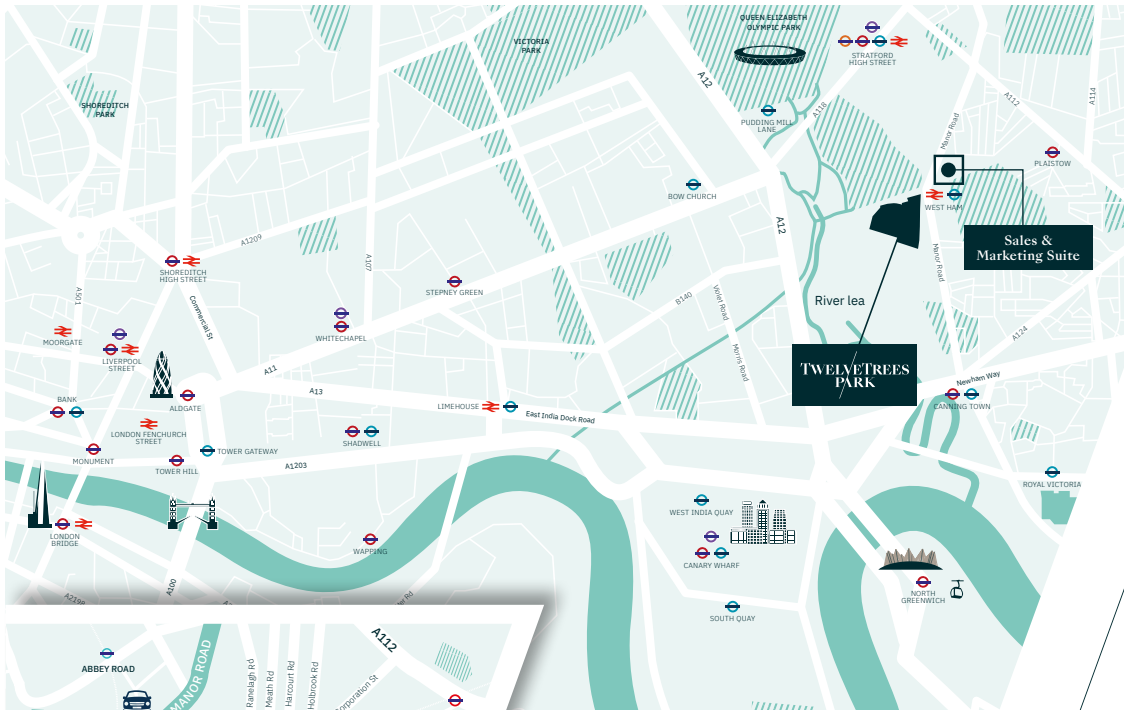 QUEEN ELIZABETH
OLYMPIC PARK
VICTORIA
PARK
STRATFORD
HIGH STREET
A12
SHOREDITCH
PARK
PUDDING MILL
LANE
A118
A112
A114
Manor Road
PLAISTOW
BOW CHURCH
WEST HAM
A12
Sales &
Marketing Suite
A1209
A107
SHOREDITCH
HIGH STREET
Manor Road
STEPNEY GREEN
A501
Commercial St
B140
Violet Road
River lea
WHITECHAPEL
MOORGATE
LIVERPOOL
STREET
A124
Morris Road
TWELVETREES
PARK
A11
A13
Newham Way
BANK
ALDGATE
LIMEHOUSE
East India Dock Road
CANNING TOWN
LONDON FENCHURCH
STREET
SHADWELL
MONUMENT
TOWER GATEWAY
TOWER HILL
A1203
ROYAL VICTORIA
WEST INDIA QUAY
LONDON
BRIDGE
WAPPING
CANARY WHARF
NORTH
GREENWICH
A100
A2198
SOUTH QUAY
A112
MANOR ROAD
ABBEY ROAD
Ranelagh Rd
Meath Rd
Harcourt Rd
Holbrook Rd
orporation St